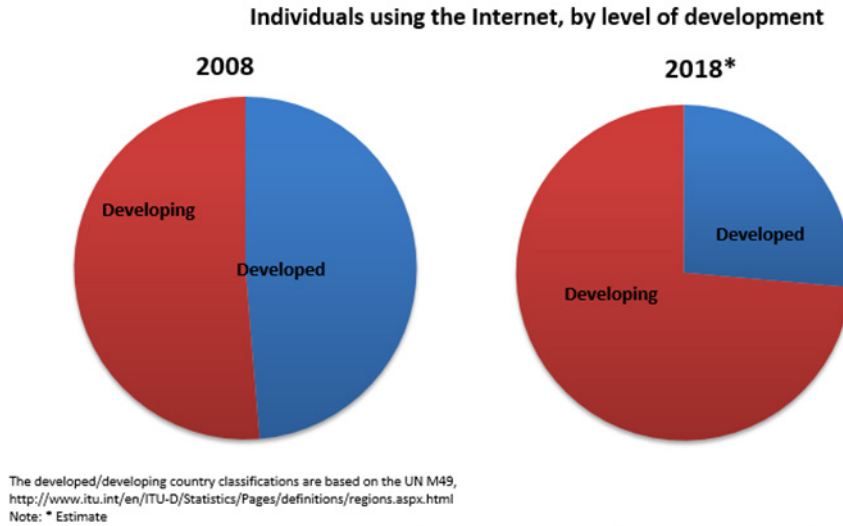 Individuals using the Internet, by level of development
2008
2018*
Developing
Developed
Developed
Developing
The developed/developing country classifications are based on the UN M49,
http://www.itu.int/en/ITU-D/Statistics/Pages/definitions/regions.aspx.html
Note: * Estimate